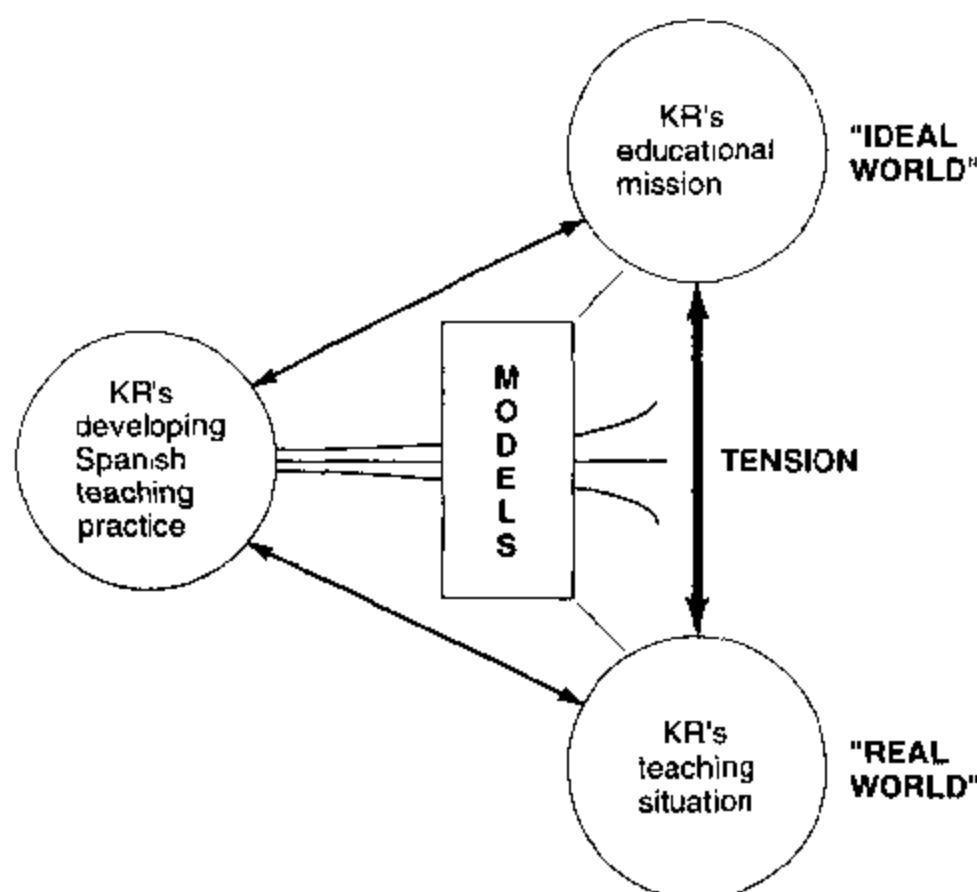 KR's
educational
mission
"IDEAL
WORLD"
KR's
developing
Spanish
teaching
practice
M
O
D
E
L
S
TENSION
KR's
teaching
situation
"REAL
WORLD"